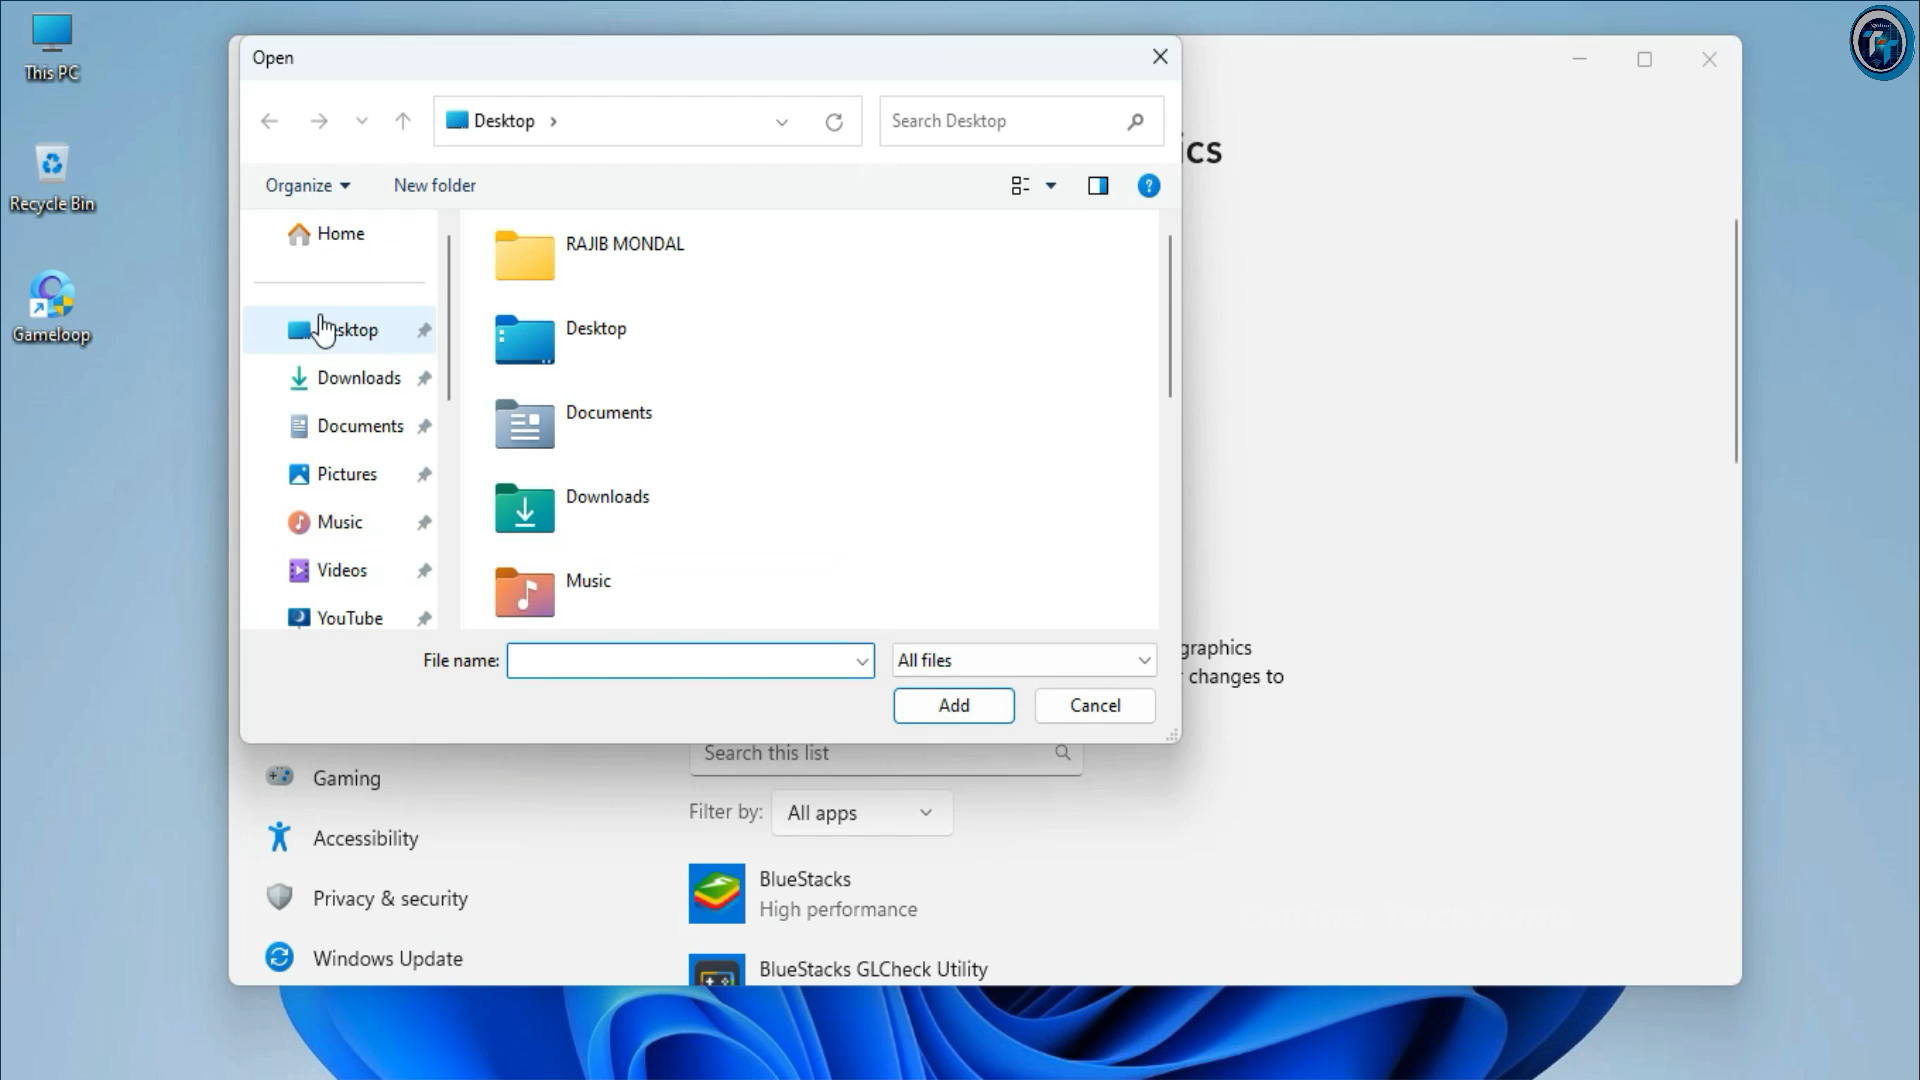 This PC
Recycle Bin
Gameloop
Open
Desktop
Search Desktop
Organize
New folder
Home
Desktop
Downloads
Documents
Pictures
Music
Videos
YouTube
RAJIB MONDAL
Desktop
Documents
Downloads
Music
File name:
All files
Add
Cancel
ics
graphics
changes to
Search this list
Gaming
Accessibility
Privacy & security
Windows Update
Filter by:
All apps
BlueStacks
High performance
BlueStacks GLCheck Utility